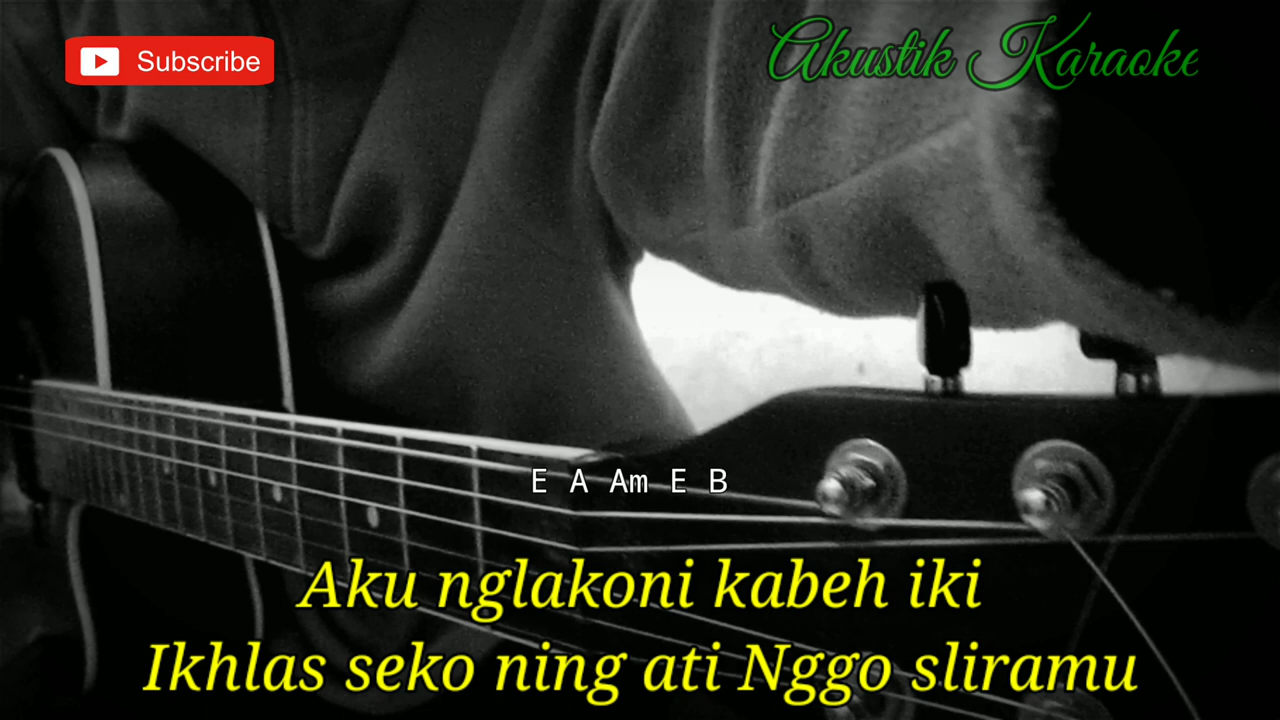 Subscribe
Akustik Karaoke
E A Am E B
Aku nglakoni kabeh iki
Ikhlas seko ning ati Nggo sliramu